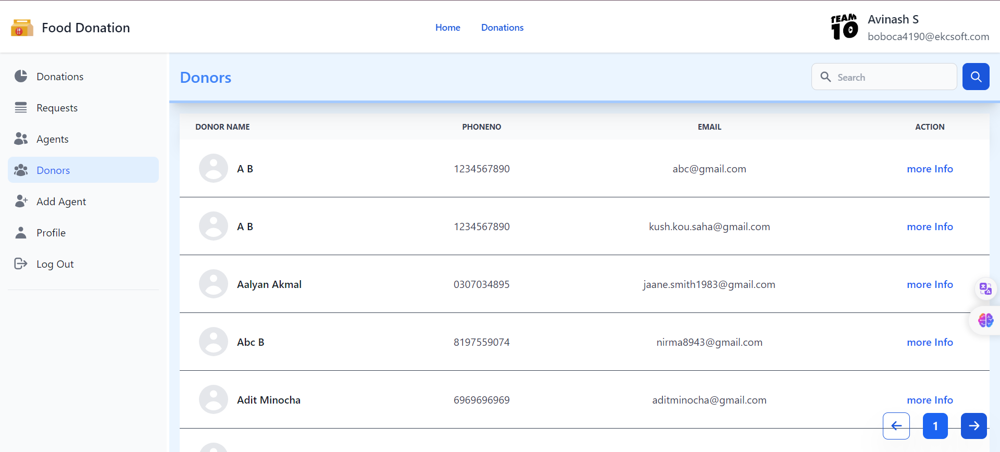 Food Donation
Home Donations
TEAM 10
Avinash S
boboca4190@ekcsoft.com
Donations
Requests
Agents
Donors
Add Agent
Profile
Log Out
Donors
Search
DONOR NAME PHONENO EMAIL ACTION
A B 1234567890 abc@gmail.com more Info
A B 1234567890 kush.kou.saha@gmail.com more Info
Aalyan Akmal 0307034895 jaane.smith1983@gmail.com more Info
Abc B 8197559074 nirma8943@gmail.com more Info
Adit Minocha 6969696969 aditminocha@gmail.com more Info
1